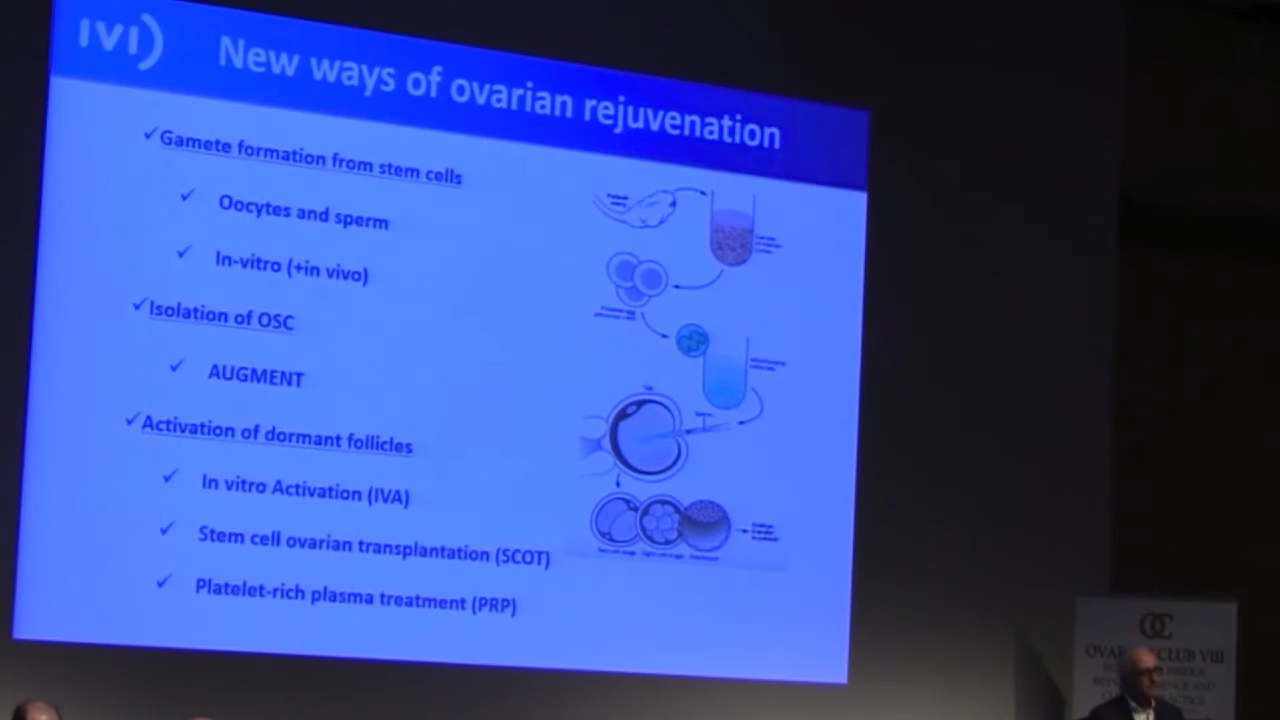 IVI
New ways of ovarian rejuvenation
✓Gamete formation from stem cells
✓ Oocytes and sperm
✓ In-vitro (+in vivo)
✓Isolation of OSC
✓ AUGMENT
✓Activation of dormant follicles
✓ In vitro Activation (IVA)
✓ Stem cell ovarian transplantation (SCOT)
✓ Platelet-rich plasma treatment (PRP)
OC
CLUB VIII